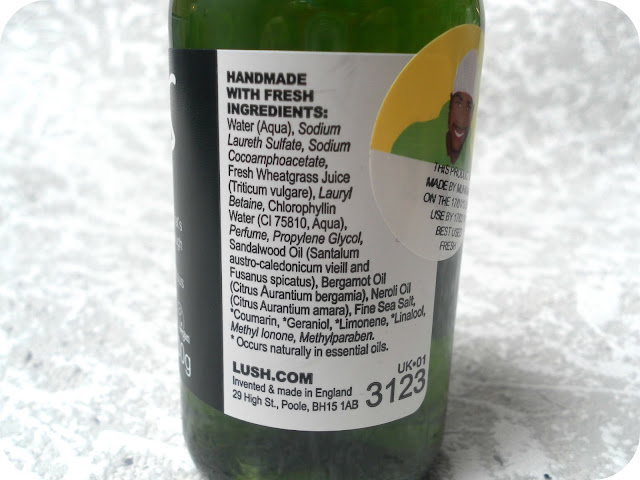 HANDMADE
WITH FRESH
INGREDIENTS:
Water (Aqua), Sodium
Laureth Sulfate, Sodium
Cocoamphoacetate,
Fresh Wheatgrass Juice
(Triticum vulgare), Lauryl
Betaine, Chlorophyllin
Water (CI 75810, Aqua),
Perfume, Propylene Glycol,
Sandalwood Oil (Santalum
austro-caledonicum vieill and
Fusanus spicatus), Bergamot Oil
(Citrus Aurantium bergamia), Neroli Oil
(Citrus Aurantium amara), Fine Sea Salt,
*Coumarin, *Geraniol, *Limonene, *Linalool,
Methyl Ionone, Methylparaben.
* Occurs naturally in essential oils.
LUSH.COM
Invented & made in England
29 High St., Poole, BH15 1AB
UK•01
3123
THIS
MADE BY
ON THE
USE BY
BEST
FRESH